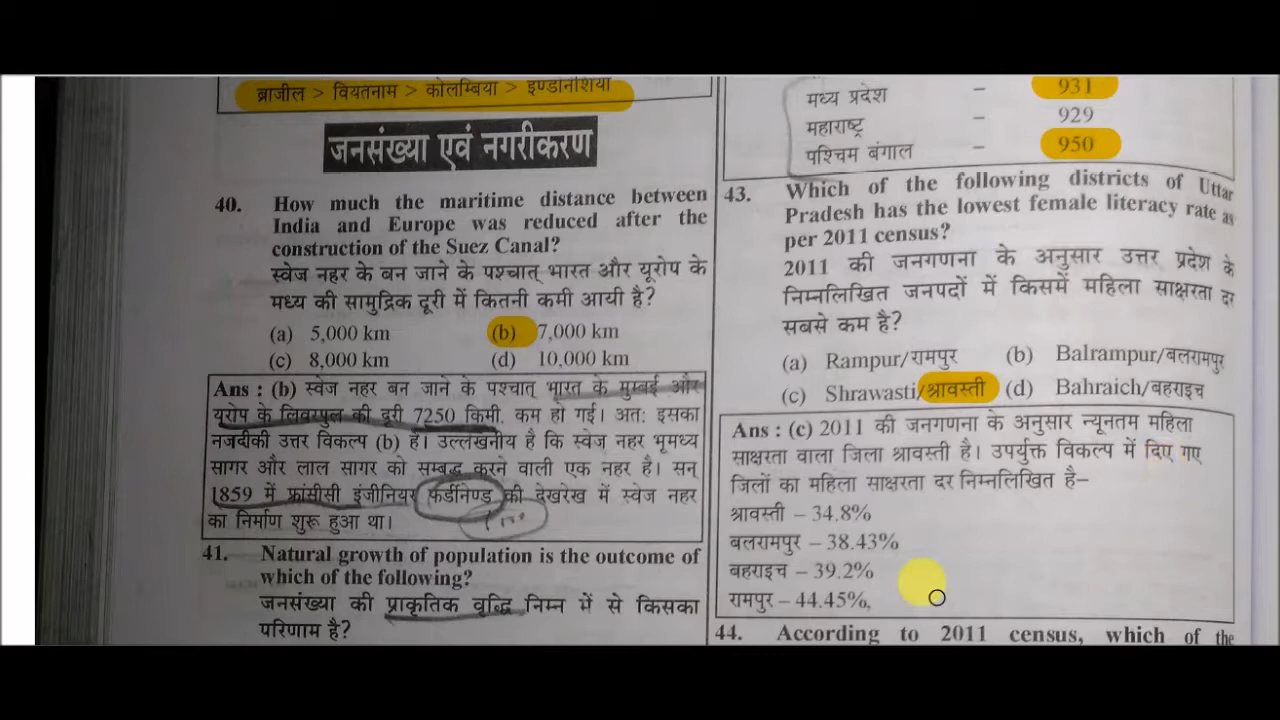 ब्राजील > वियतनाम > कोलम्बिया > इण्डोनेशिया
जनसंख्या एवं नगरीकरण
40. How much the maritime distance between
India and Europe was reduced after the
construction of the Suez Canal?
स्वेज नहर के बन जाने के पश्चात् भारत और यूरोप के
मध्य की सामुद्रिक दूरी में कितनी कमी आयी है?
(a) 5,000 km (b) 7,000 km
(c) 8,000 km (d) 10,000 km
Ans : (b) स्वेज नहर बन जाने के पश्चात् भारत के मुम्बई और
यूरोप के लिवरपुल की दूरी 7250 किमी. कम हो गई। अत: इसका
नजदीकी उत्तर विकल्प (b) है। उल्लेखनीय है कि स्वेज नहर भूमध्य
सागर और लाल सागर को सम्बद्ध करने वाली एक नहर है। सन्
1859 में फ्रांसीसी इंजीनियर फर्डीनेण्ड की देखरेख में स्वेज नहर
का निर्माण शुरू हुआ था।
41. Natural growth of population is the outcome of
which of the following?
जनसंख्या की प्राकृतिक वृद्धि निम्न में से किसका
परिणाम है?
मध्य प्रदेश – 931
महाराष्ट्र – 929
पश्चिम बंगाल – 950
43. Which of the following districts of Uttar
Pradesh has the lowest female literacy rate as
per 2011 census?
2011 की जनगणना के अनुसार उत्तर प्रदेश के
निम्नलिखित जनपदों में किसमें महिला साक्षरता दर
सबसे कम है?
(a) Rampur/रामपुर (b) Balrampur/बलरामपुर
(c) Shrawasti/श्रावस्ती (d) Bahraich/बहराइच
Ans : (c) 2011 की जनगणना के अनुसार न्यूनतम महिला
साक्षरता वाला जिला श्रावस्ती है। उपर्युक्त विकल्प में दिए गए
जिलों का महिला साक्षरता दर निम्नलिखित है–
श्रावस्ती – 34.8%
बलरामपुर – 38.43%
बहराइच – 39.2%
रामपुर – 44.45%,
44. According to 2011 census, which of the